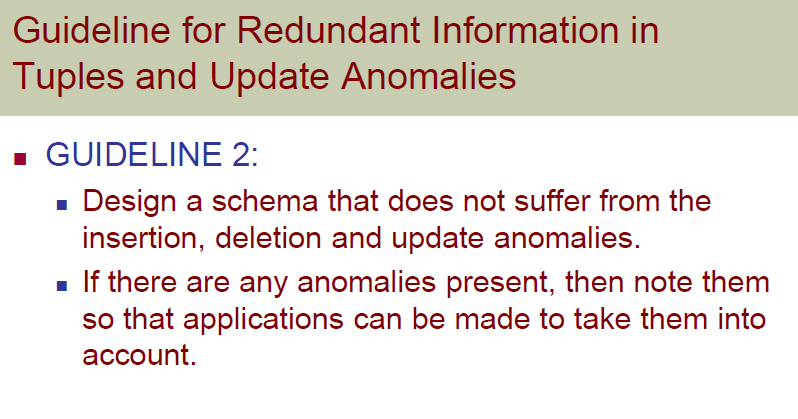 Guideline for Redundant Information in
Tuples and Update Anomalies
GUIDELINE 2:
Design a schema that does not suffer from the
insertion, deletion and update anomalies.
If there are any anomalies present, then note them
so that applications can be made to take them into
account.